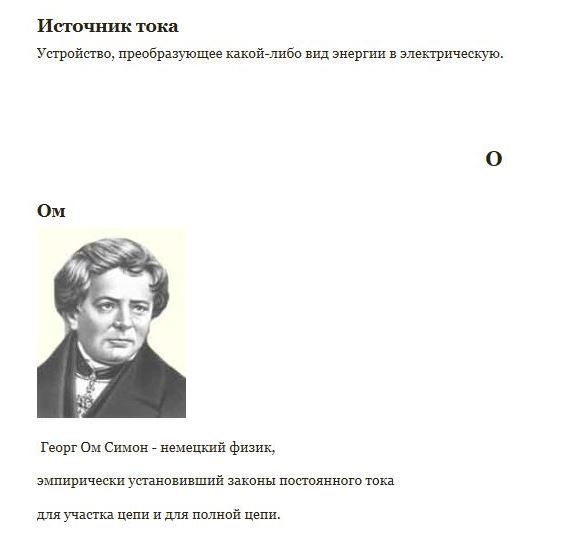 Источник тока
Устройство, преобразующее какой-либо вид энергии в электрическую.
О
Ом
Георг Ом Симон - немецкий физик,
эмпирически установивший законы постоянного тока
для участка цепи и для полной цепи.